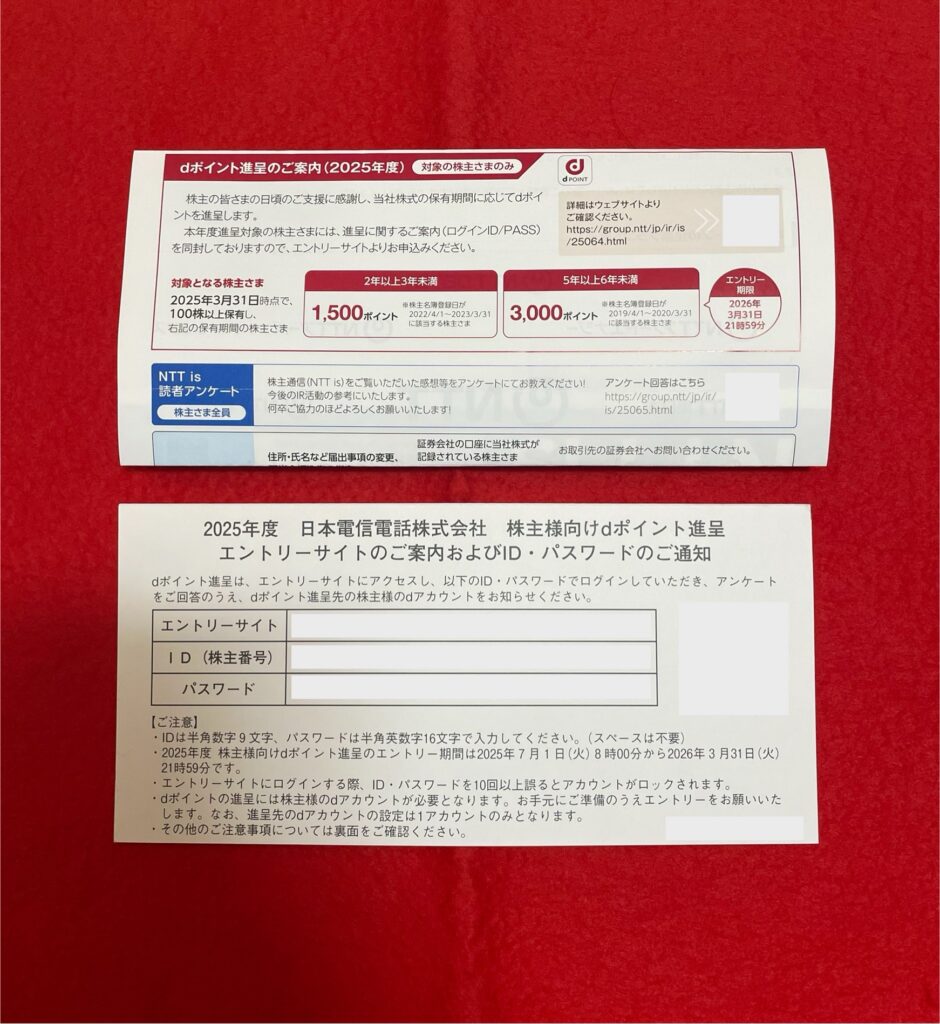 dポイント進呈のご案内（2025年度） 対象の株主さまのみ
d POINT
株主の皆さまの日頃のご支援に感謝し、当社株式の保有期間に応じてdポイ
ントを進呈します。
本年度進呈対象の株主さまには、進呈に関するご案内（ログインID/PASS）
を同封しておりますので、エントリーサイトよりお申込みください。
詳細はウェブサイトより
ご確認ください。
https://group.ntt/jp/ir/is
/25064.html
対象となる株主さま
2025年3月31日時点で、
100株以上保有し、
右記の保有期間の株主さま
2年以上3年未満
1,500ポイント
※株主名簿登録日が
2022/4/1～2023/3/31
に該当する株主さま
5年以上6年未満
3,000ポイント
※株主名簿登録日が
2019/4/1～2020/3/31
に該当する株主さま
エントリー
期限
2026年
3月31日
21時59分
NTT is
読者アンケート
株主さま全員
株主通信（NTT is）をご覧いただいた感想等をアンケートにてお教えください！
今後のIR活動の参考にいたします。
何卒ご協力のほどよろしくお願いいたします！
アンケート回答はこちら
https://group.ntt/jp/ir/
is/25065.html
住所・氏名など届出事項の変更、
証券会社の口座に当社株式が
記録されている株主さま
お取引先の証券会社へお問い合わせください。
2025年度 日本電信電話株式会社 株主様向けdポイント進呈
エントリーサイトのご案内およびID・パスワードのご通知
dポイント進呈は、エントリーサイトにアクセスし、以下のID・パスワードでログインしていただき、アンケート
をご回答のうえ、dポイント進呈先の株主様のdアカウントをお知らせください。
エントリーサイト
ID（株主番号）
パスワード
【ご注意】
・IDは半角数字9文字、パスワードは半角英数字16文字で入力してください。（スペースは不要）
・2025年度 株主様向けdポイント進呈のエントリー期間は2025年7月1日（火）8時00分から2026年3月31日（火）
21時59分です。
・エントリーサイトにログインする際、ID・パスワードを10回以上誤るとアカウントがロックされます。
・dポイントの進呈には株主様のdアカウントが必要となります。お手元にご準備のうえエントリーをお願いいた
します。なお、進呈先のdアカウントの設定は1アカウントのみとなります。
・その他のご注意事項については裏面をご確認ください。